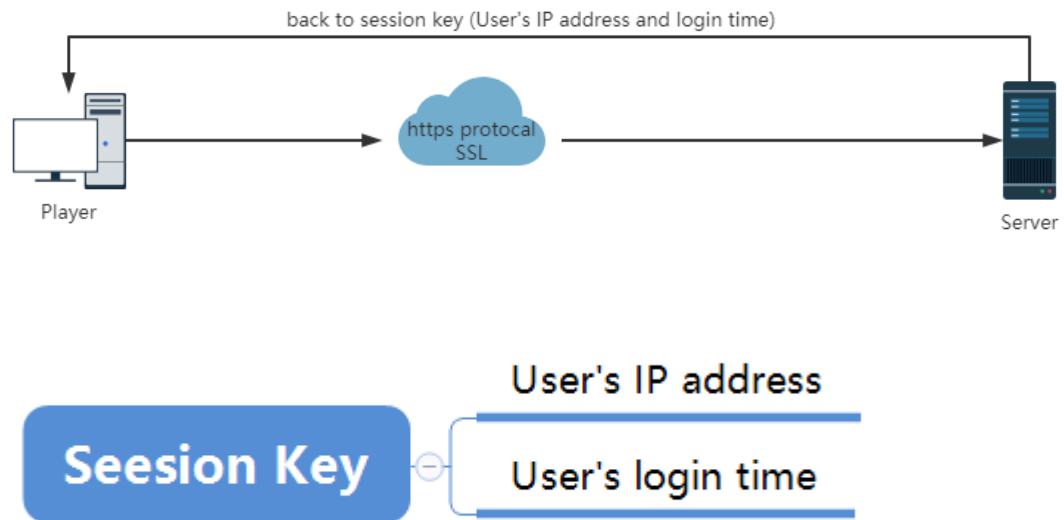 back to session key (User's IP address and login time)
https protocal
SSL
Player
Server
User's IP address
Seesion Key
User's login time